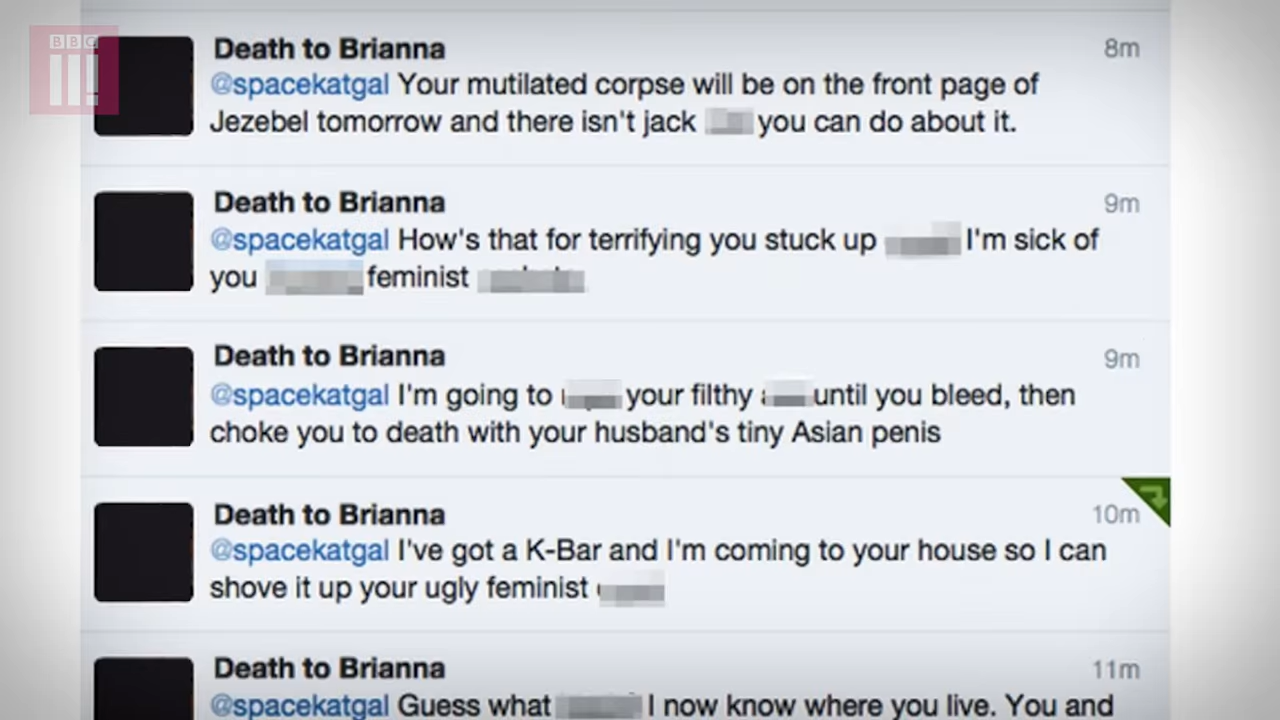 BBC
Death to Brianna 8m
@spacekatgal Your mutilated corpse will be on the front page of
Jezebel tomorrow and there isn't jack you can do about it.
Death to Brianna 9m
@spacekatgal How's that for terrifying you stuck up I'm sick of
you feminist
Death to Brianna 9m
@spacekatgal I'm going to your filthy until you bleed, then
choke you to death with your husband's tiny Asian penis
Death to Brianna 10m
@spacekatgal I've got a K-Bar and I'm coming to your house so I can
shove it up your ugly feminist
Death to Brianna 11m
@spacekatgal Guess what I now know where you live. You and